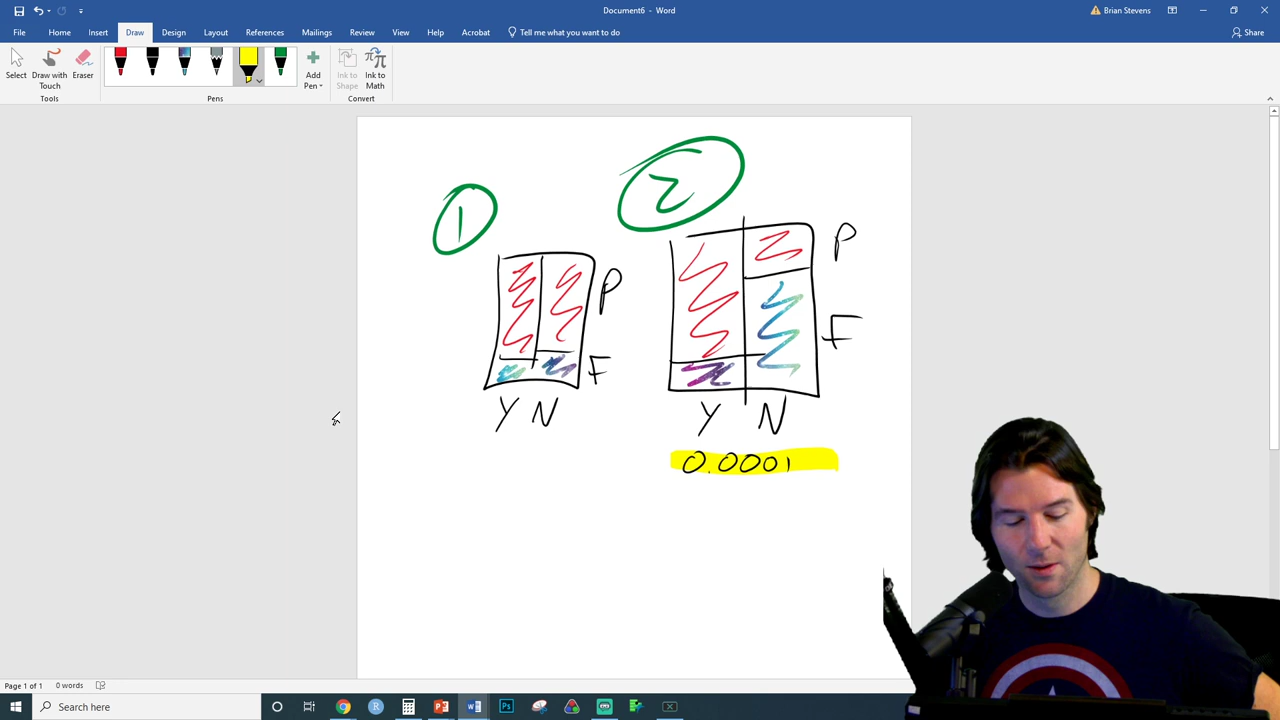 Document6 - Word
Brian Stevens
File Home Insert Draw Design Layout References Mailings Review View Help Acrobat Tell me what you want to do
Share
Select
Draw with
Touch
Eraser
Add
Pen
Ink to
Shape
Ink to
Math
Tools
Pens
Convert
1
2
P
F
Y N
P
F
Y N
0.0001
Page 1 of 1 0 words
Search here